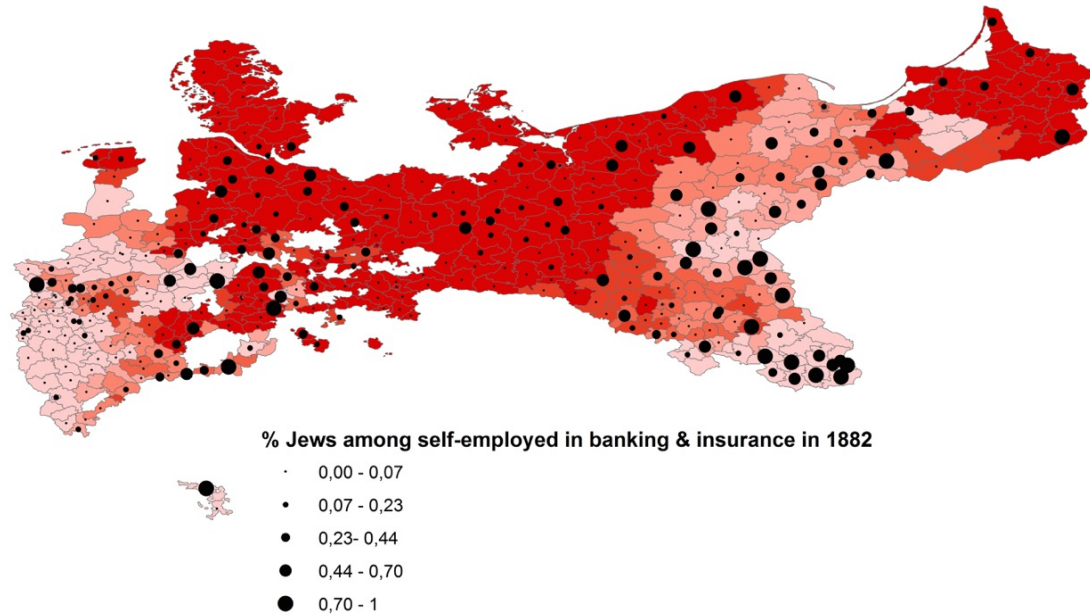 % Jews among self-employed in banking & insurance in 1882
0,00 - 0,07
0,07 - 0,23
0,23- 0,44
0,44 - 0,70
0,70 - 1